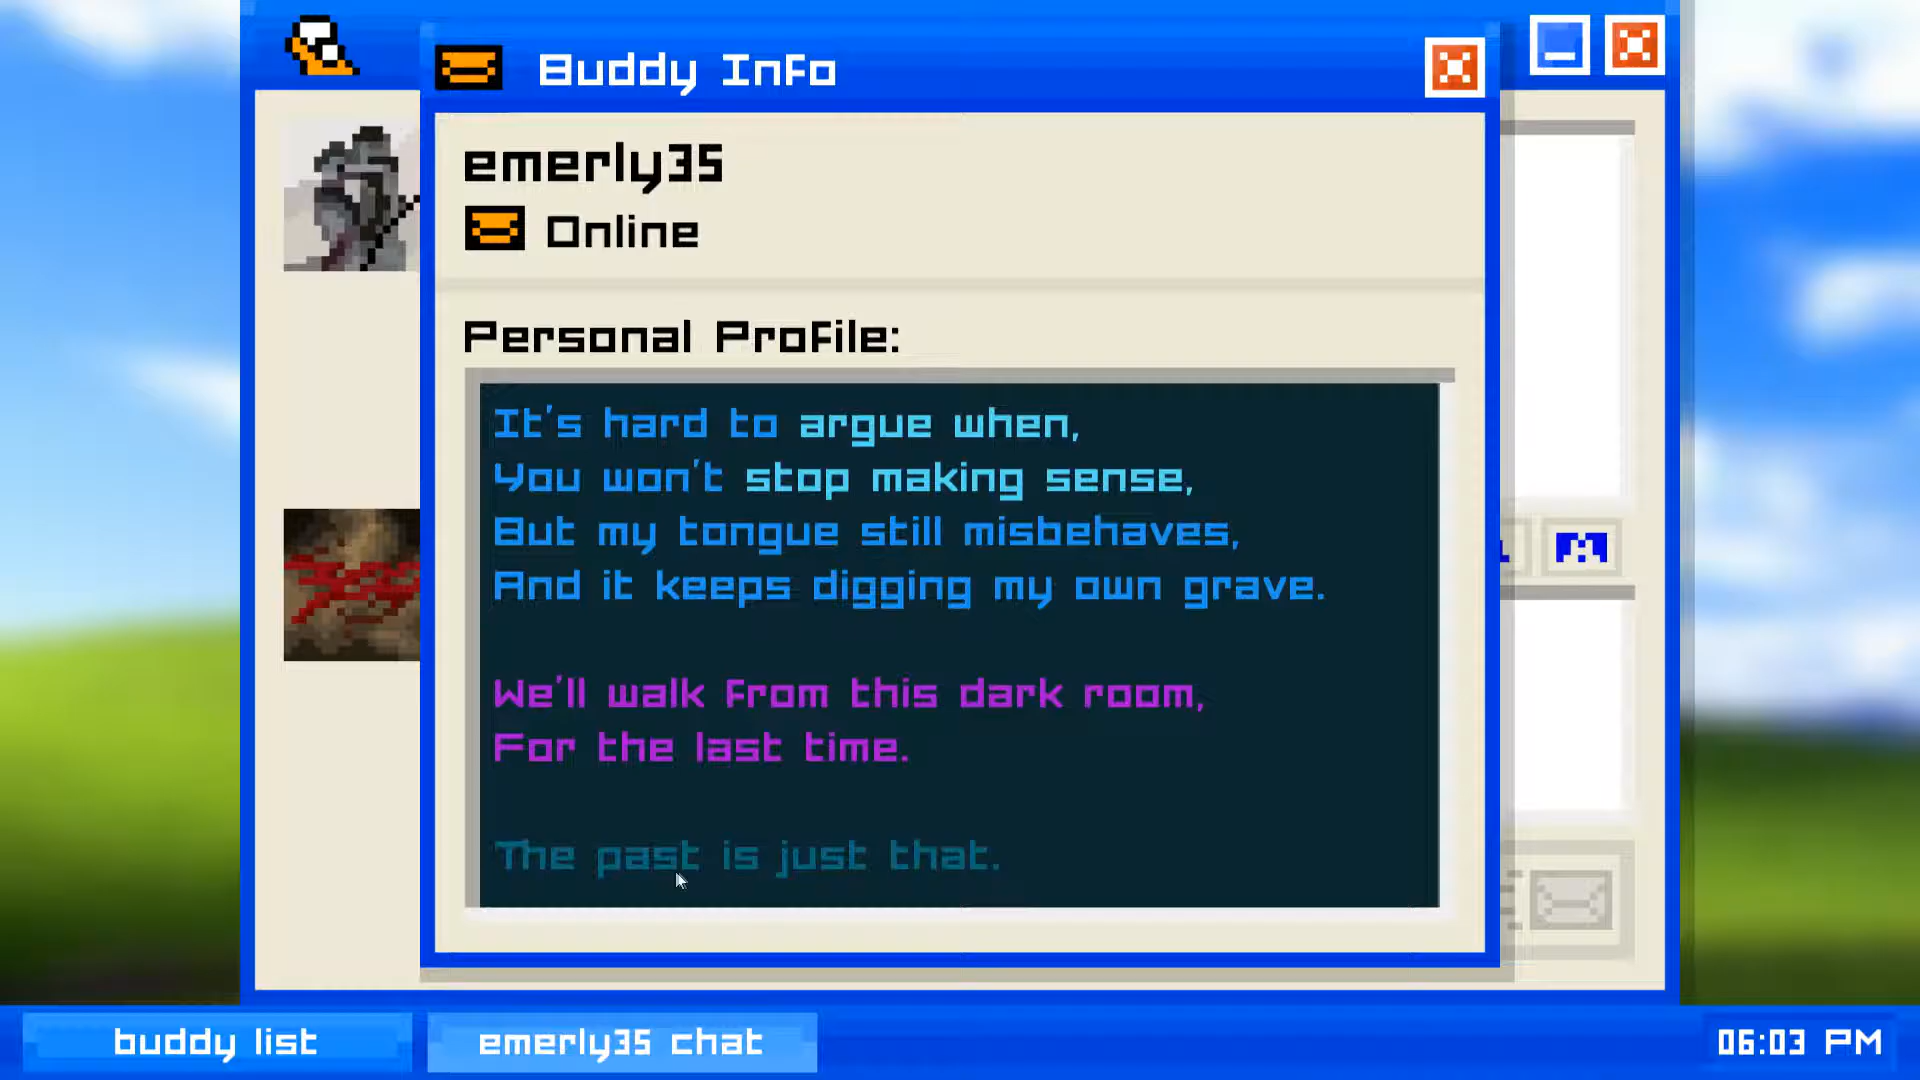 Buddy Info
emerly35
Online
Personal Profile:
It's hard to argue when,
You won't stop making sense,
But my tongue still misbehaves,
And it keeps digging my own grave.
We'll walk from this dark room,
For the last time.
The past is just that.
buddy list
emerly35 chat
06:03 PM